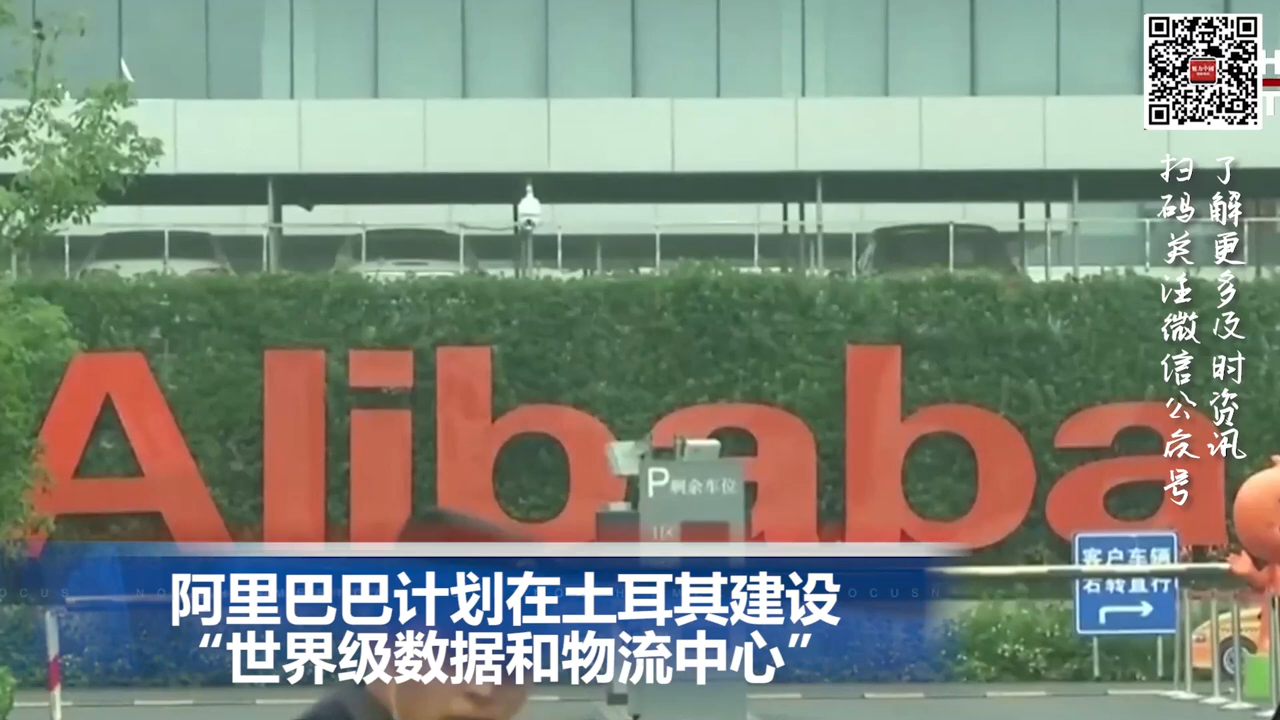 了解更多及时资讯
扫码关注微信公众号
Alibaba
P剩余车位
客户车辆
右转直行
阿里巴巴计划在土耳其建设
“世界级数据和物流中心”